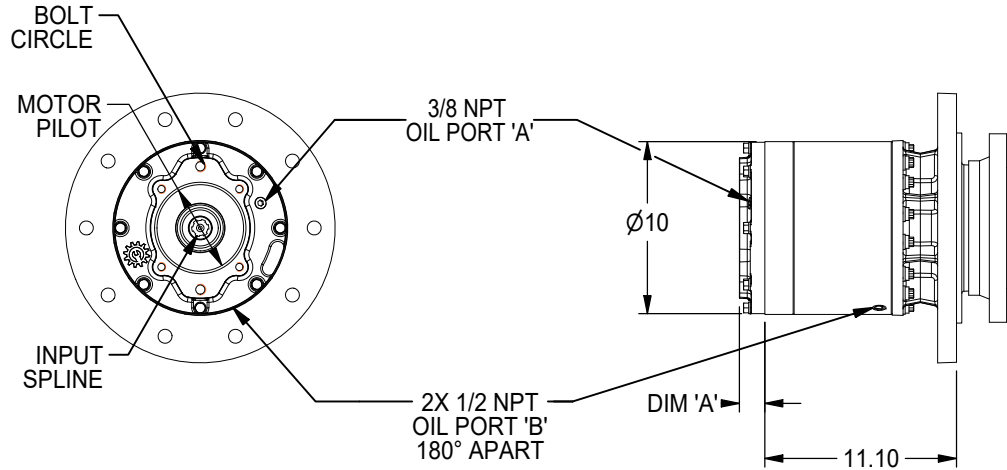 BOLT
CIRCLE
MOTOR
PILOT
INPUT
SPLINE
3/8 NPT
OIL PORT 'A'
2X 1/2 NPT
OIL PORT 'B'
180° APART
Ø10
DIM 'A'
11.10